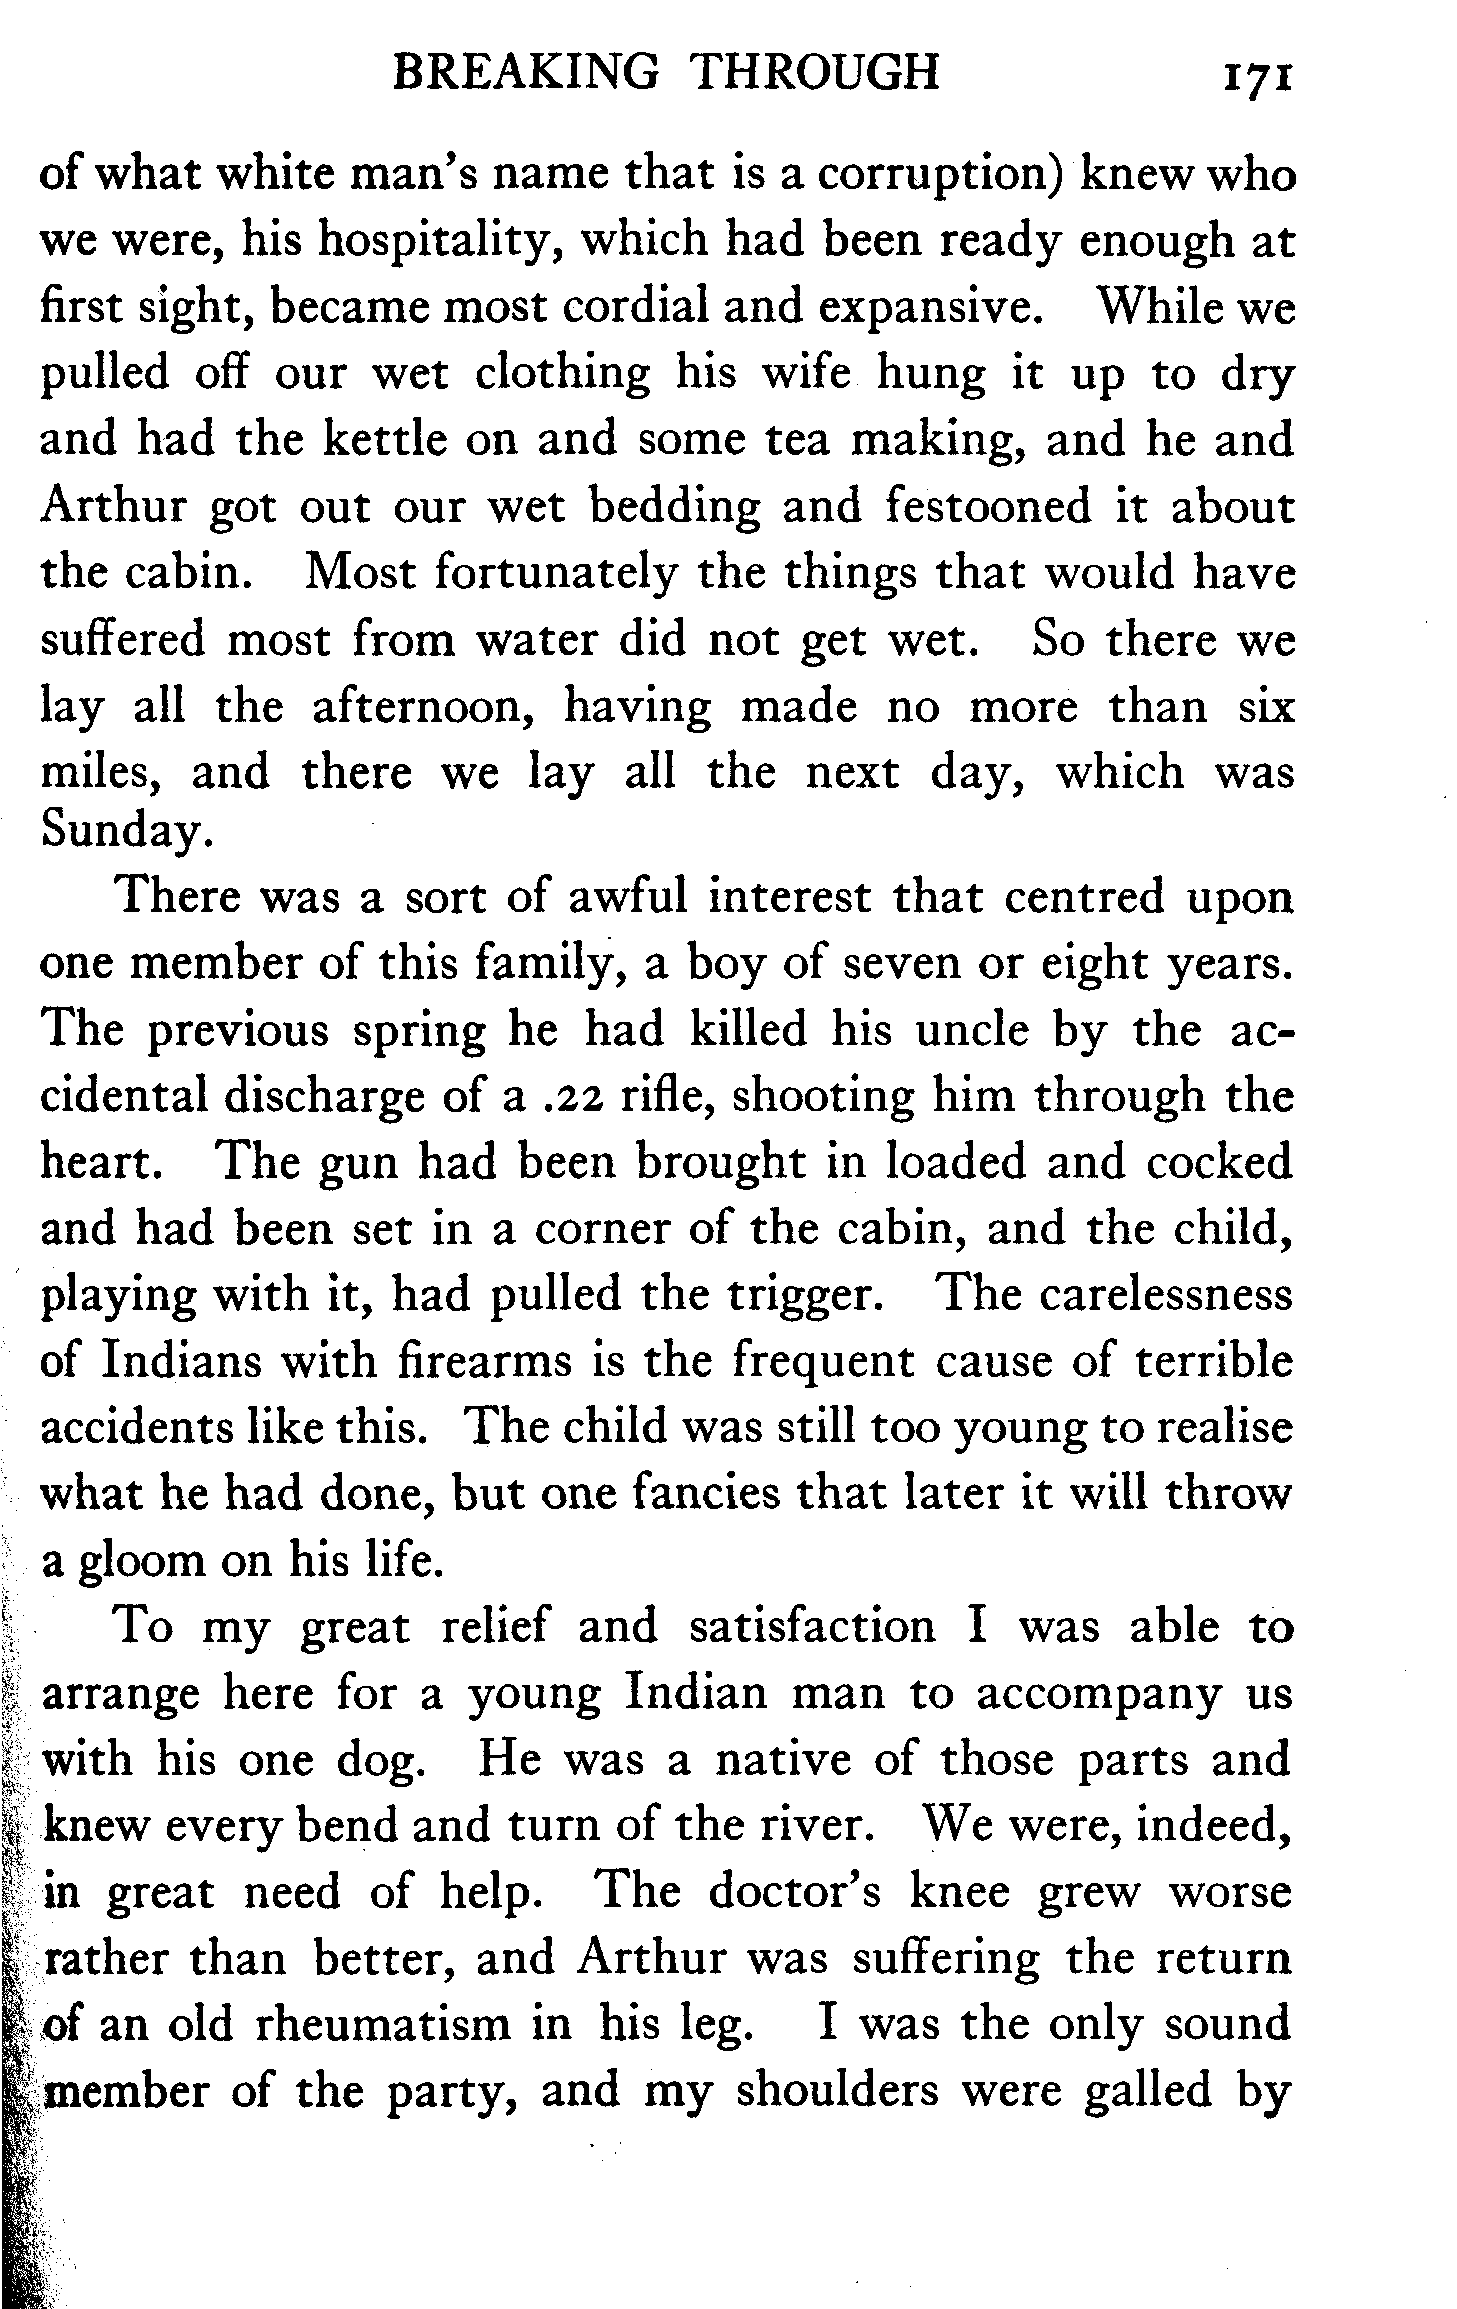 BREAKING THROUGH 171
of what white man's name that is a corruption) knew who
we were, his hospitality, which had been ready enough at
first sight, became most cordial and expansive. While we
pulled off our wet clothing his wife hung it up to dry
and had the kettle on and some tea making, and he and
Arthur got out our wet bedding and festooned it about
the cabin. Most fortunately the things that would have
suffered most from water did not get wet. So there we
lay all the afternoon, having made no more than six
miles, and there we lay all the next day, which was
Sunday.
There was a sort of awful interest that centred upon
one member of this family, a boy of seven or eight years.
The previous spring he had killed his uncle by the ac-
cidental discharge of a .22 rifle, shooting him through the
heart. The gun had been brought in loaded and cocked
and had been set in a corner of the cabin, and the child,
playing with it, had pulled the trigger. The carelessness
of Indians with firearms is the frequent cause of terrible
accidents like this. The child was still too young to realise
what he had done, but one fancies that later it will throw
a gloom on his life.
To my great relief and satisfaction I was able to
arrange here for a young Indian man to accompany us
with his one dog. He was a native of those parts and
knew every bend and turn of the river. We were, indeed,
in great need of help. The doctor's knee grew worse
rather than better, and Arthur was suffering the return
of an old rheumatism in his leg. I was the only sound
member of the party, and my shoulders were galled by